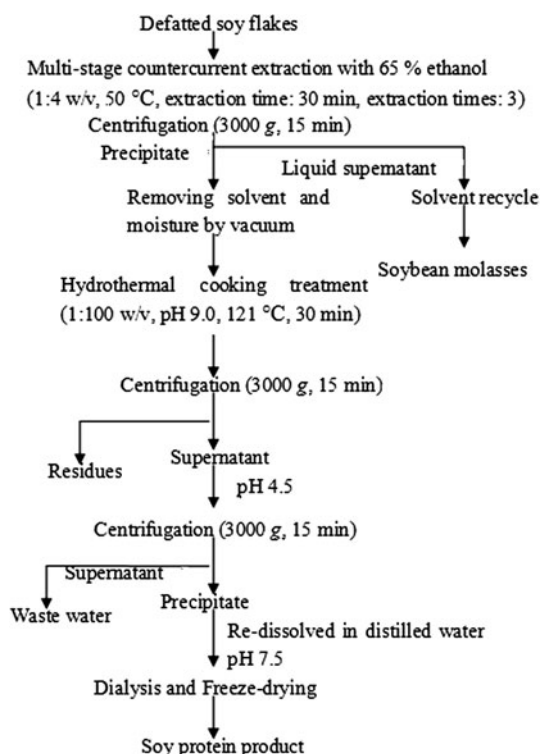 Defatted soy flakes
Multi-stage countercurrent extraction with 65 % ethanol
(1:4 w/v, 50 °C, extraction time: 30 min, extraction times: 3)
Centrifugation (3000 g, 15 min)
Precipitate
Liquid supernatant
Removing solvent and
moisture by vacuum
Solvent recycle
Soybean molasses
Hydrothermal cooking treatment
(1:100 w/v, pH 9.0, 121 °C, 30 min)
Centrifugation (3000 g, 15 min)
Residues
Supernatant
pH 4.5
Centrifugation (3000 g, 15 min)
Supernatant
Waste water
Precipitate
Re-dissolved in distilled water
pH 7.5
Dialysis and Freeze-drying
Soy protein product